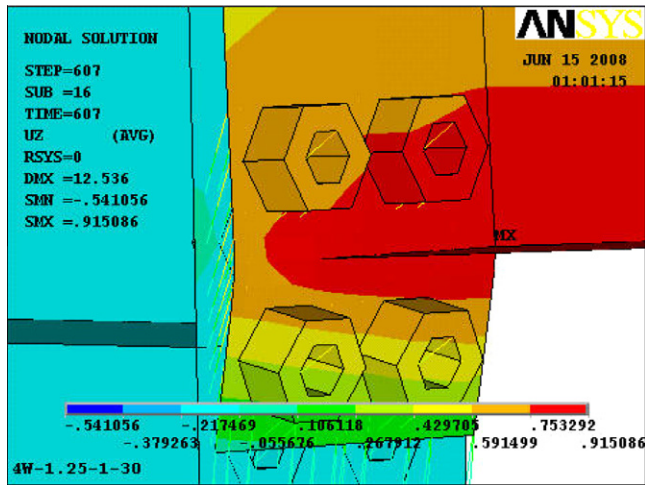 ANSYS
NODAL SOLUTION
JUN 15 2008
01:01:15
STEP=607
SUB =16
TIME=607
UZ (AVG)
RSYS=0
DMX =12.536
SMN =-.541056
SMX =.915086
MX
-.541056 -.217469 .106118 .429705 .753292
-.379263 -.055676 .267912 .591499 .915086
4W-1.25-1-30